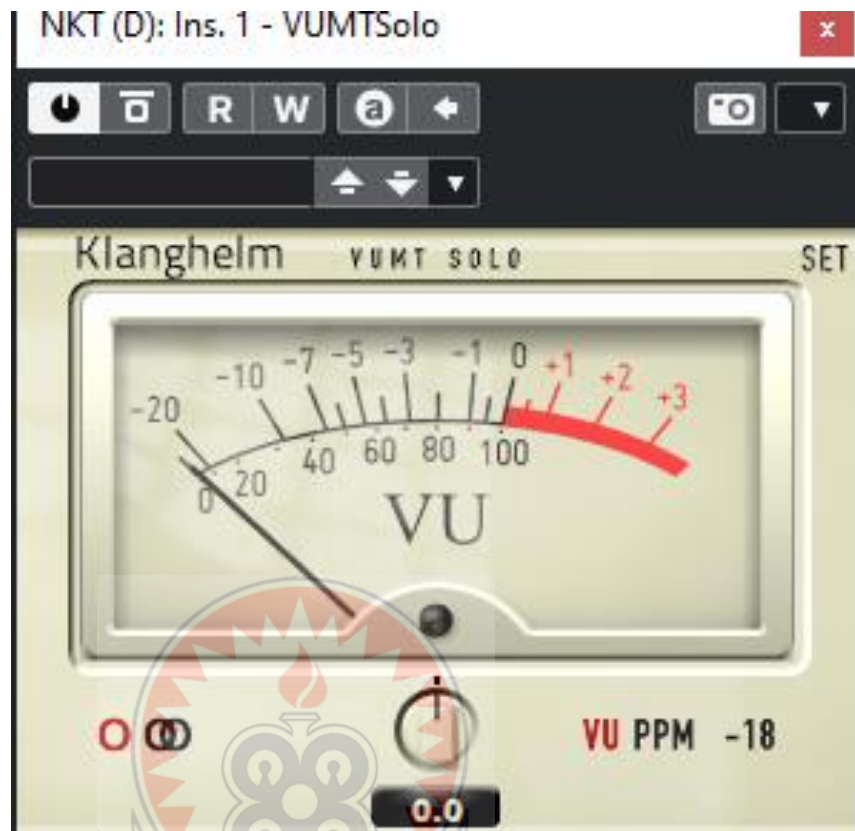 NKT (D): Ins. 1 - VUMTSolo x
R W a
Klanghelm VUMT SOLO SET
-20 -10 -7 -5 -3 -1 0 +1 +2 +3
0 20 40 60 80 100
VU
VU PPM -18
0.0